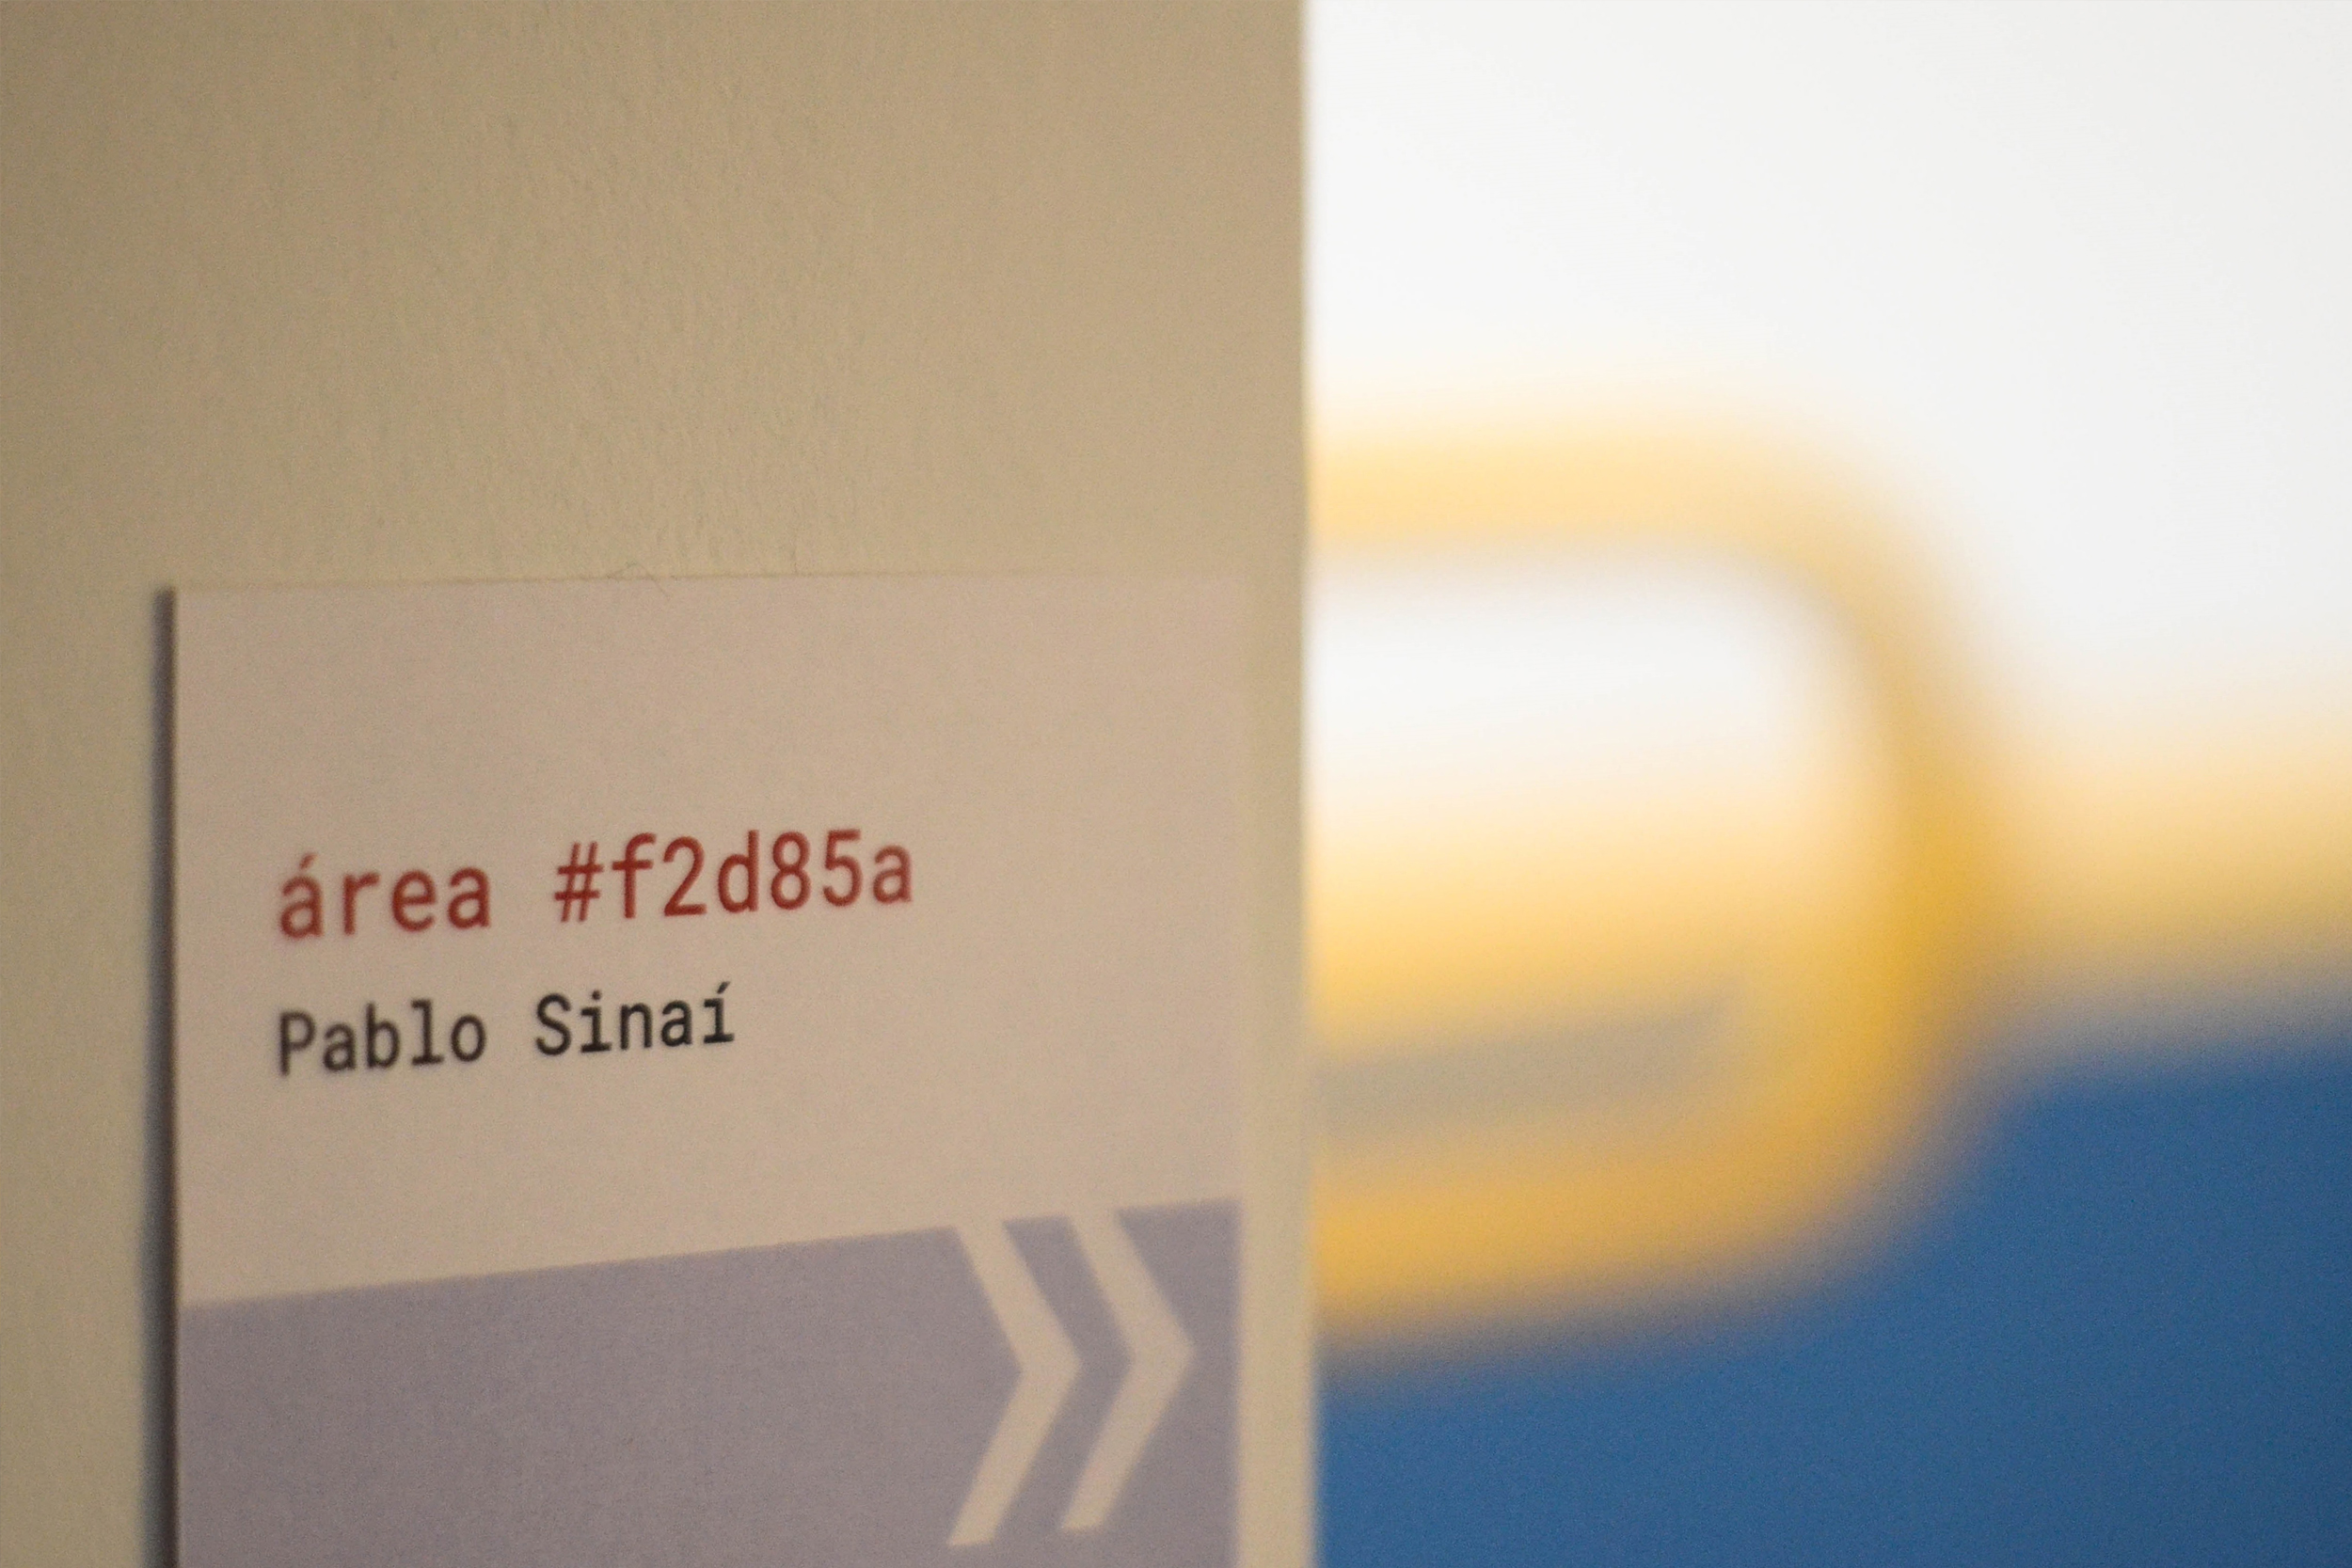 área #f2d85a
Pablo Sinaí